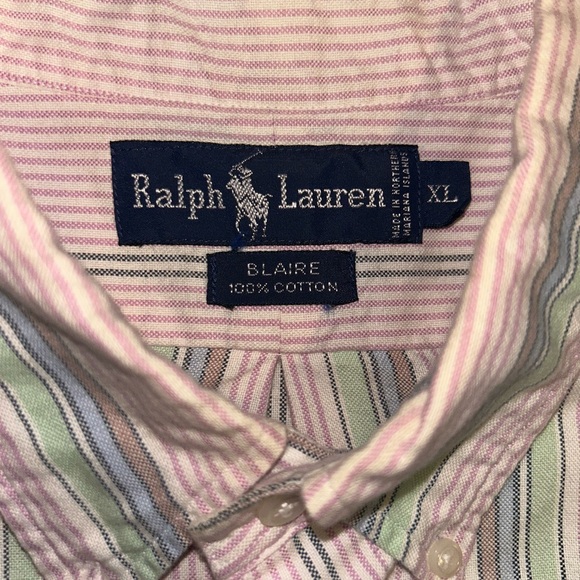 Ralph Lauren
MADE IN NORTHERN
MARIANA ISLANDS
XL
BLAIRE
100% COTTON